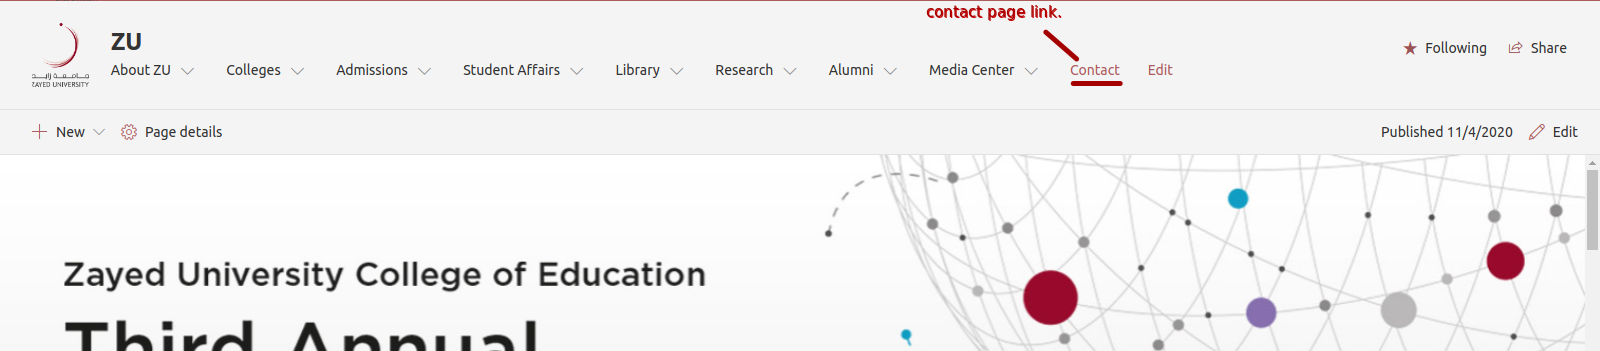 contact page link.
ZU
Following
Share
جامعة زايد
ZAYED UNIVERSITY
About ZU
Colleges
Admissions
Student Affairs
Library
Research
Alumni
Media Center
Contact
Edit
New
Page details
Published 11/4/2020
Edit
Zayed University College of Education
Third Annual